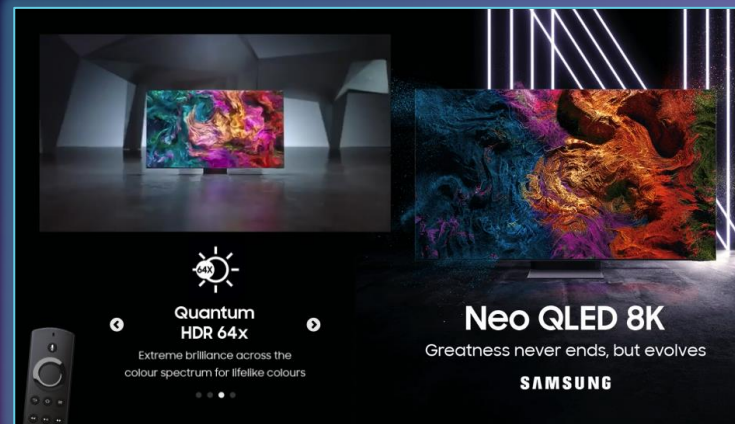 64X
Quantum
HDR 64x
Extreme brilliance across the
colour spectrum for lifelike colours
Neo QLED 8K
Greatness never ends, but evolves
SAMSUNG